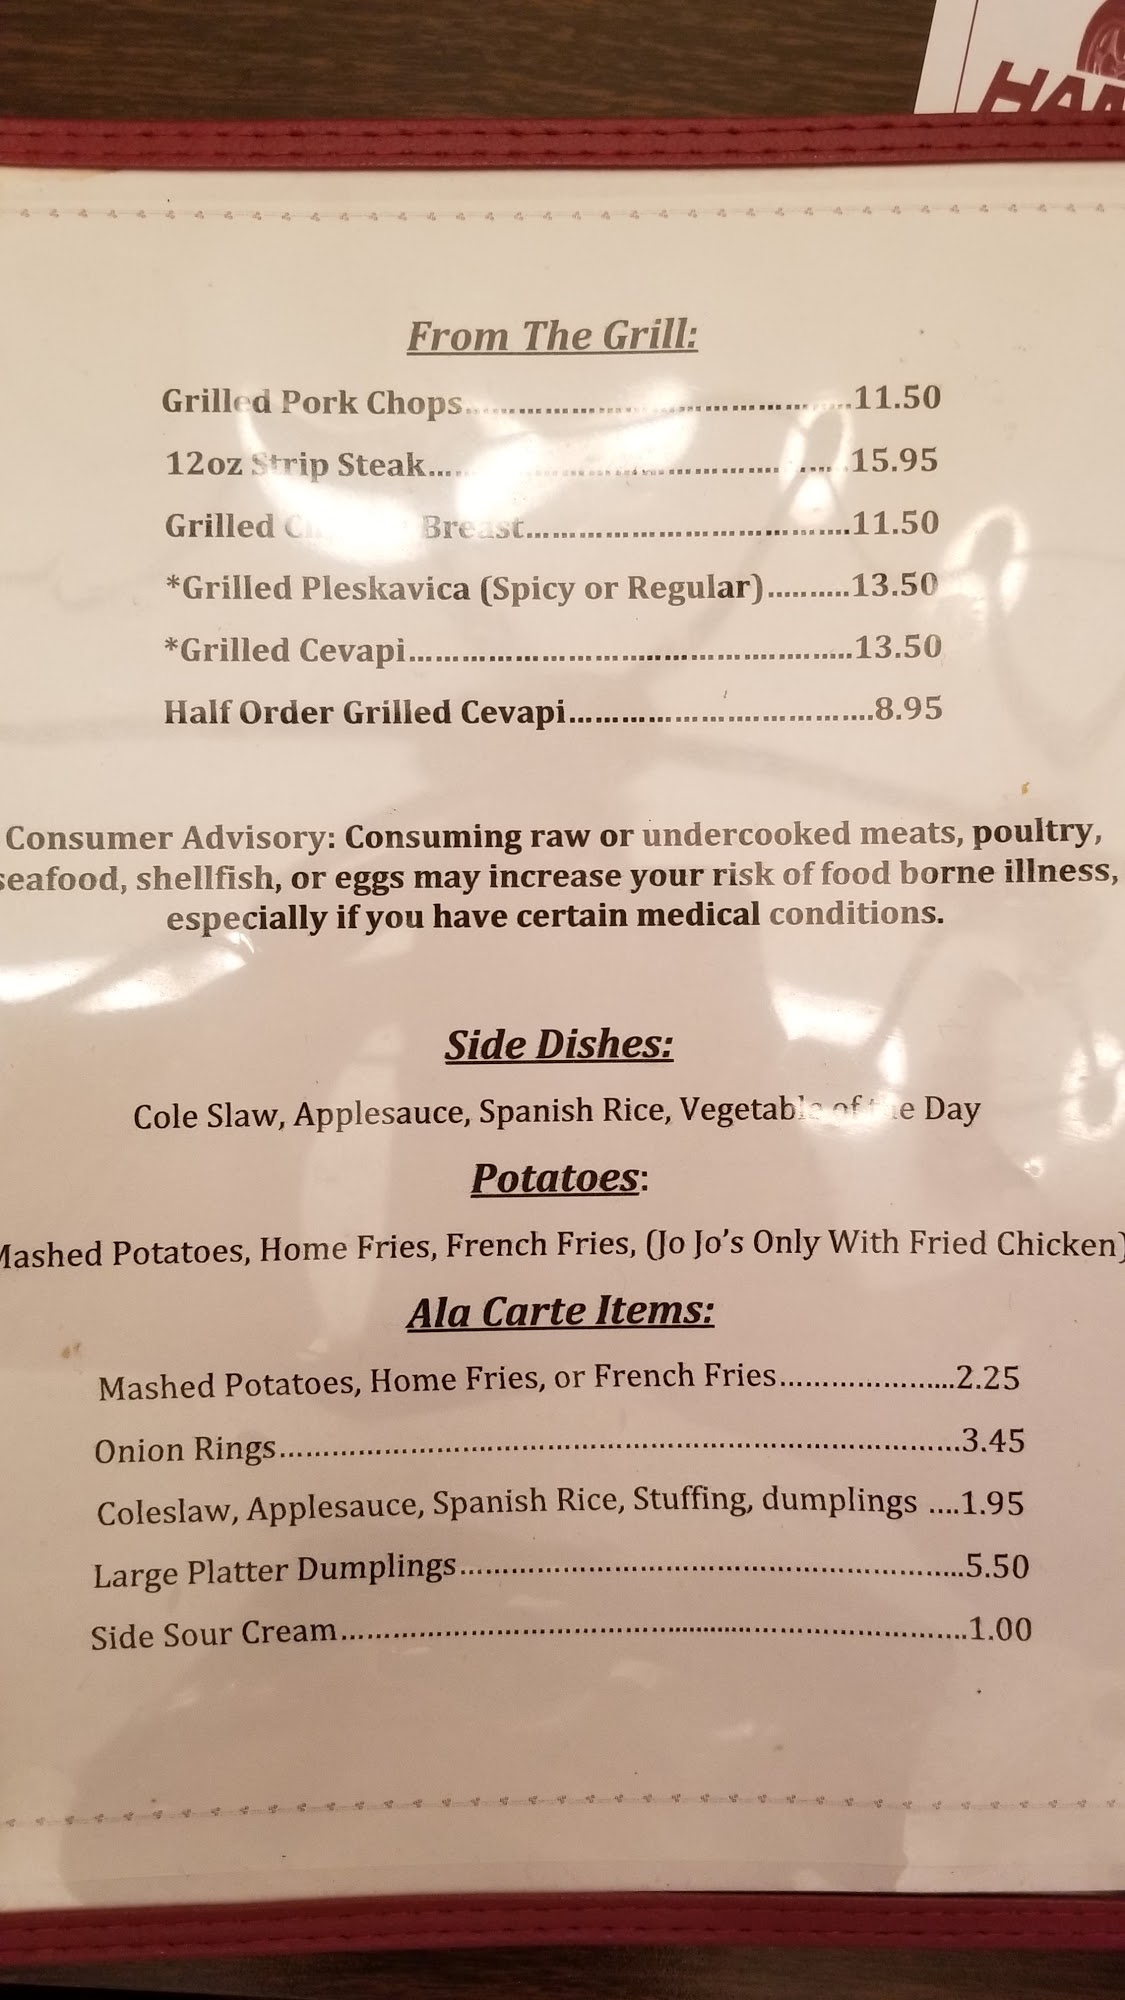 HAM
From The Grill:
Grilled Pork Chops..........11.50
12oz Strip Steak..........15.95
Grilled Breast..........11.50
*Grilled Pleskavica (Spicy or Regular)..........13.50
*Grilled Cevapi..........13.50
Half Order Grilled Cevapi..........8.95
Consumer Advisory: Consuming raw or undercooked meats, poultry,
seafood, shellfish, or eggs may increase your risk of food borne illness,
especially if you have certain medical conditions.
Side Dishes:
Cole Slaw, Applesauce, Spanish Rice, Vegetable of the Day
Potatoes:
Mashed Potatoes, Home Fries, French Fries, (Jo Jo's Only With Fried Chicken)
Ala Carte Items:
Mashed Potatoes, Home Fries, or French Fries..........2.25
Onion Rings..........3.45
Coleslaw, Applesauce, Spanish Rice, Stuffing, dumplings ....1.95
Large Platter Dumplings..........5.50
Side Sour Cream..........1.00